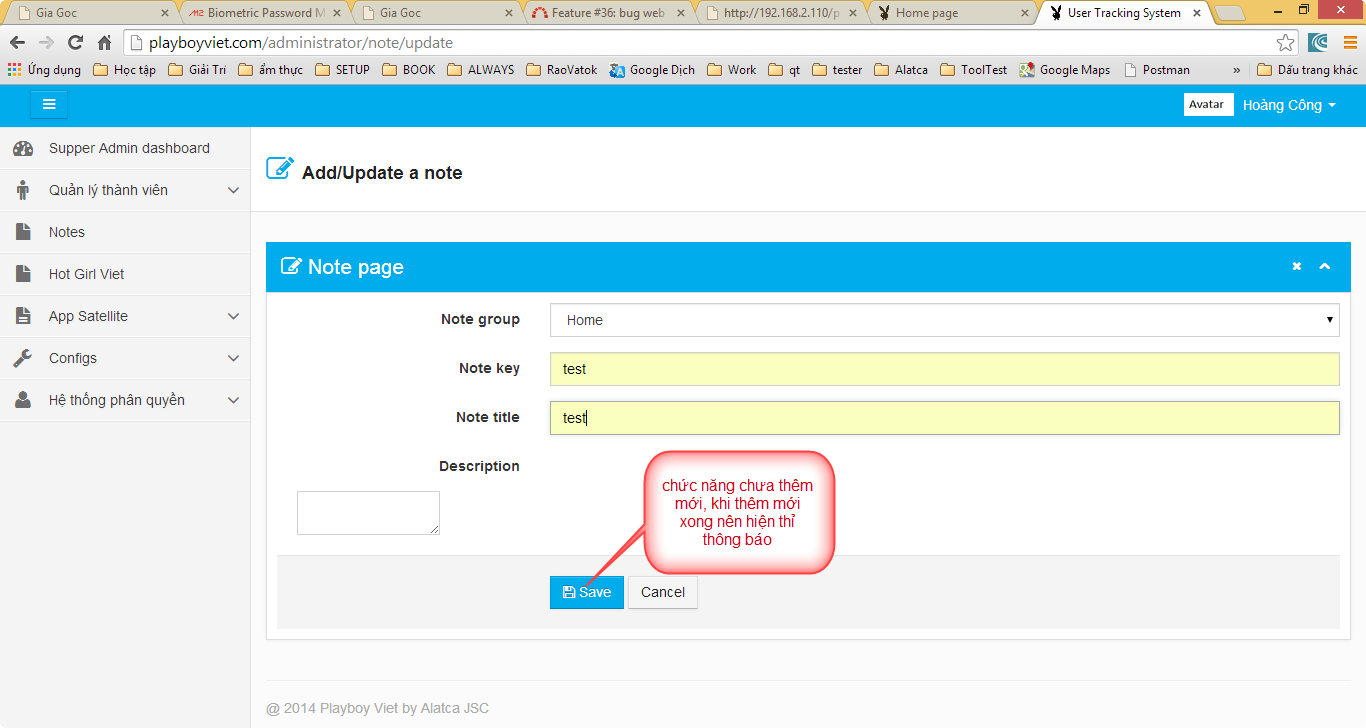 Gia Goc
Biometric Password M
Gia Goc
Feature #36: bug web
http://192.168.2.110/p
Home page
User Tracking System
playboyviet.com/administrator/note/update
Ứng dụng
Học tập
Giải Trí
ẩm thực
SETUP
BOOK
ALWAYS
RaoVatok
Google Dịch
Work
qt
tester
Alatca
ToolTest
Google Maps
Postman
»
Dấu trang khác
Avatar
Hoàng Công
Supper Admin dashboard
Quản lý thành viên
Notes
Hot Girl Viet
App Satellite
Configs
Hệ thống phân quyền
Add/Update a note
Note page
Note group
Home
Note key
test
Note title
test
Description
chức năng chưa thêm
mới, khi thêm mới
xong nên hiện thỉ
thông báo
Save
Cancel
@ 2014 Playboy Viet by Alatca JSC